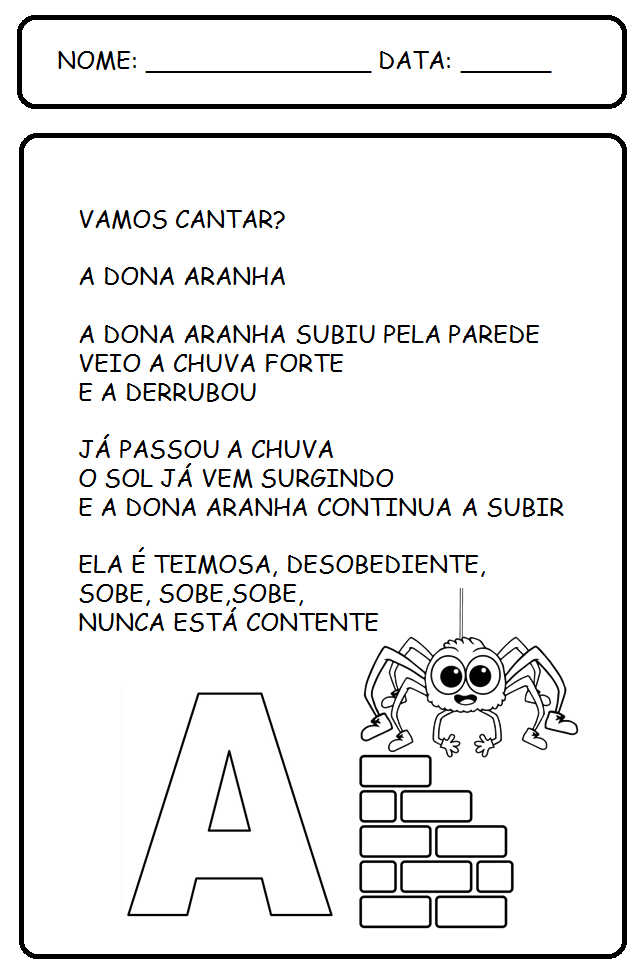 NOME: _________________ DATA: _______
VAMOS CANTAR?
A DONA ARANHA
A DONA ARANHA SUBIU PELA PAREDE
VEIO A CHUVA FORTE
E A DERRUBOU
JÁ PASSOU A CHUVA
O SOL JÁ VEM SURGINDO
E A DONA ARANHA CONTINUA A SUBIR
ELA É TEIMOSA, DESOBEDIENTE,
SOBE, SOBE,SOBE,
NUNCA ESTÁ CONTENTE
A